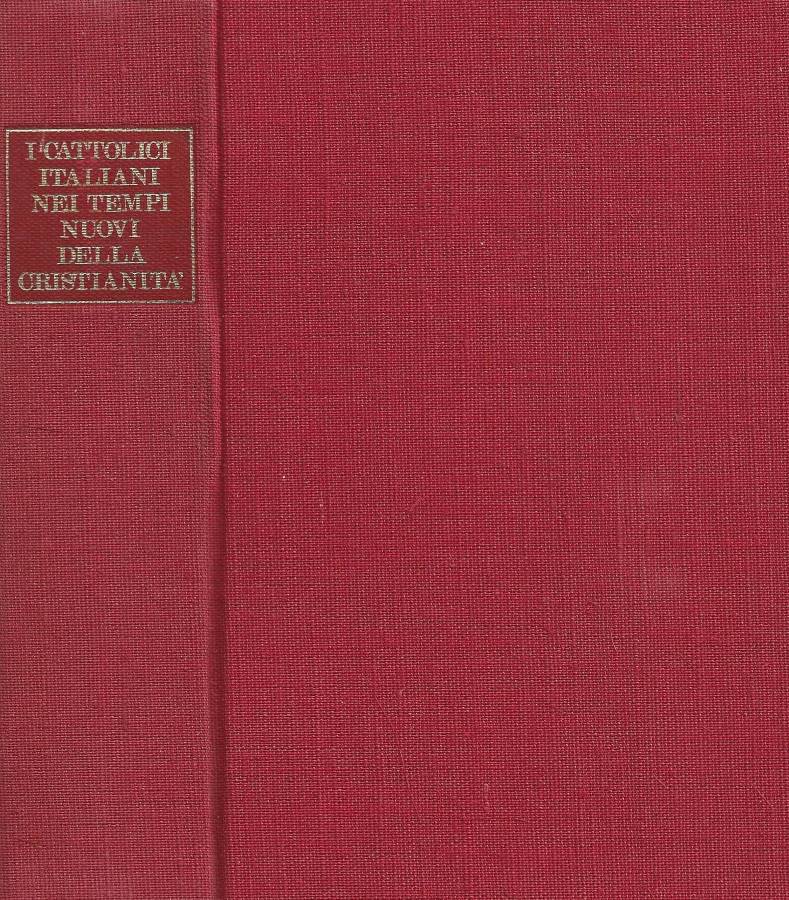 I CATTOLICI
ITALIANI
NEI TEMPI
NUOVI
DELLA
CRISTIANITA'